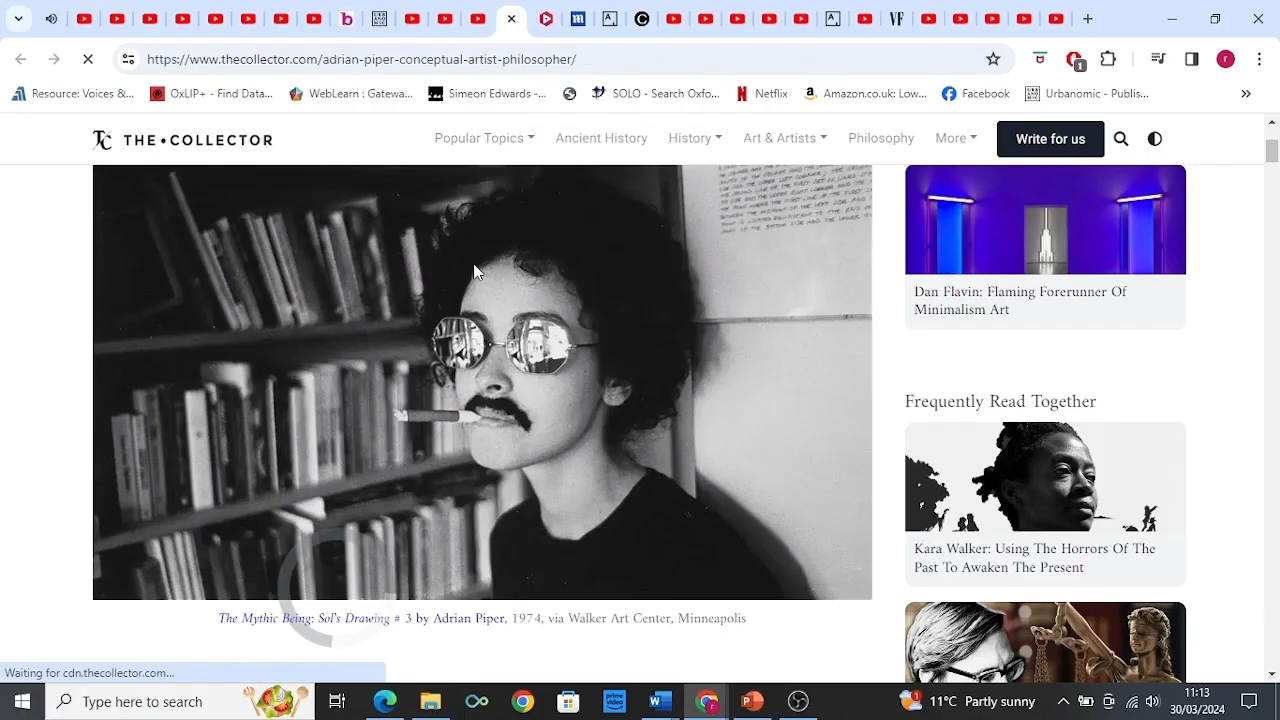 1
https://www.thecollector.com/adrian-piper-conceptual-artist-philosopher/
Resource: Voices &...
OxLIP+ - Find Data...
WebLearn : Gatewa...
Simeon Edwards -...
SOLO - Search Oxfo...
Netflix
Amazon.co.uk: Low...
Facebook
Urbanomic - Publis...
THE•COLLECTOR
Popular Topics
Ancient History
History
Art & Artists
Philosophy
More
Write for us
Dan Flavin: Flaming Forerunner Of
Minimalism Art
Frequently Read Together
Kara Walker: Using The Horrors Of The
Past To Awaken The Present
The Mythic Being: Sol's Drawing # 3 by Adrian Piper, 1974, via Walker Art Center, Minneapolis
Waiting for cdn.thecollector.com...
Type here to search
11°C Partly sunny
11:13
30/03/2024